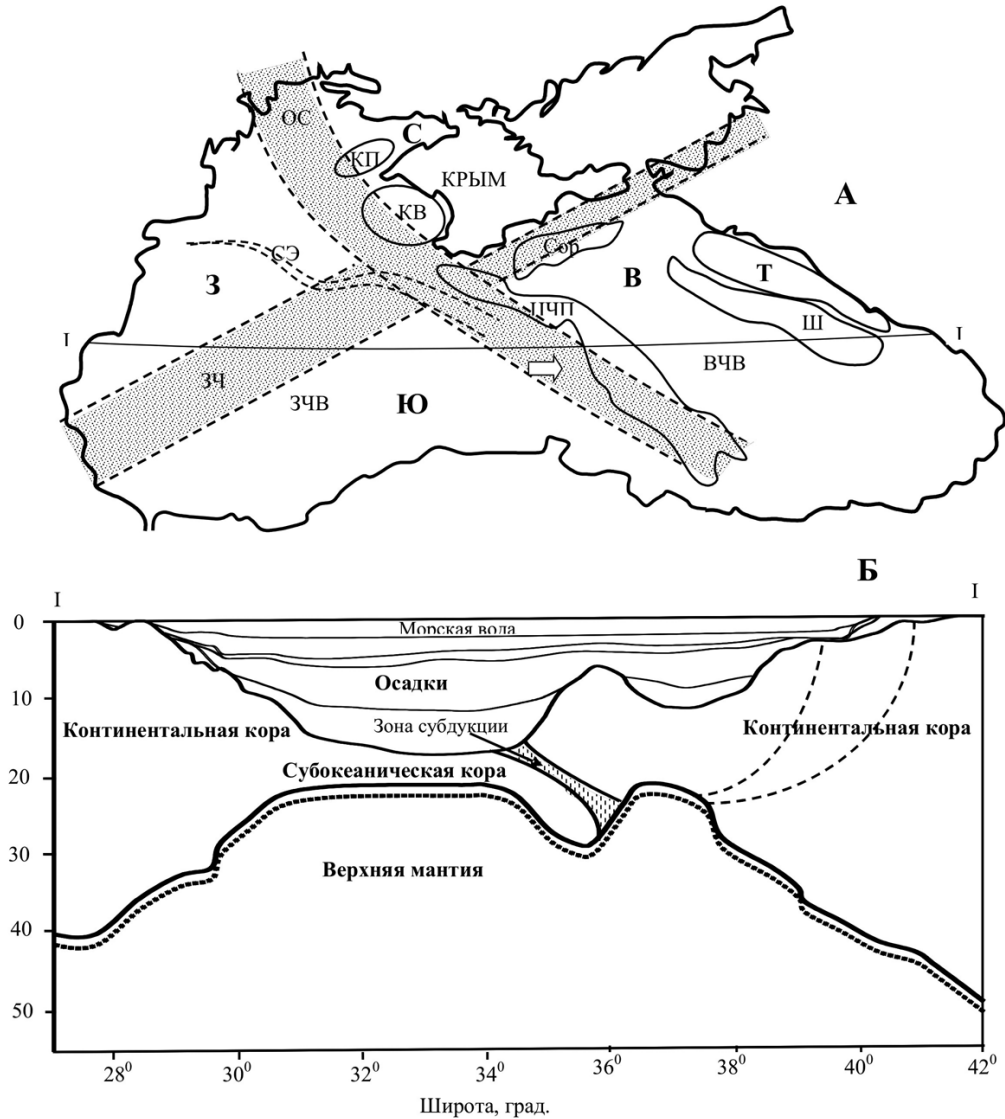 ОС
С
КП
КРЫМ
А
КВ
СЭ
Сор
З
В
Т
ЦЧП
Ш
I
I
ЗЧ
ВЧВ
ЗЧВ
Ю
Б
I
I
0
Морская вода
10
Осадки
Континентальная кора
Зона субдукции
Континентальная кора
20
Субокеаническая кора
30
Верхняя мантия
40
50
28⁰
30⁰
32⁰
34⁰
36⁰
38⁰
40⁰
42⁰
Широта, град.